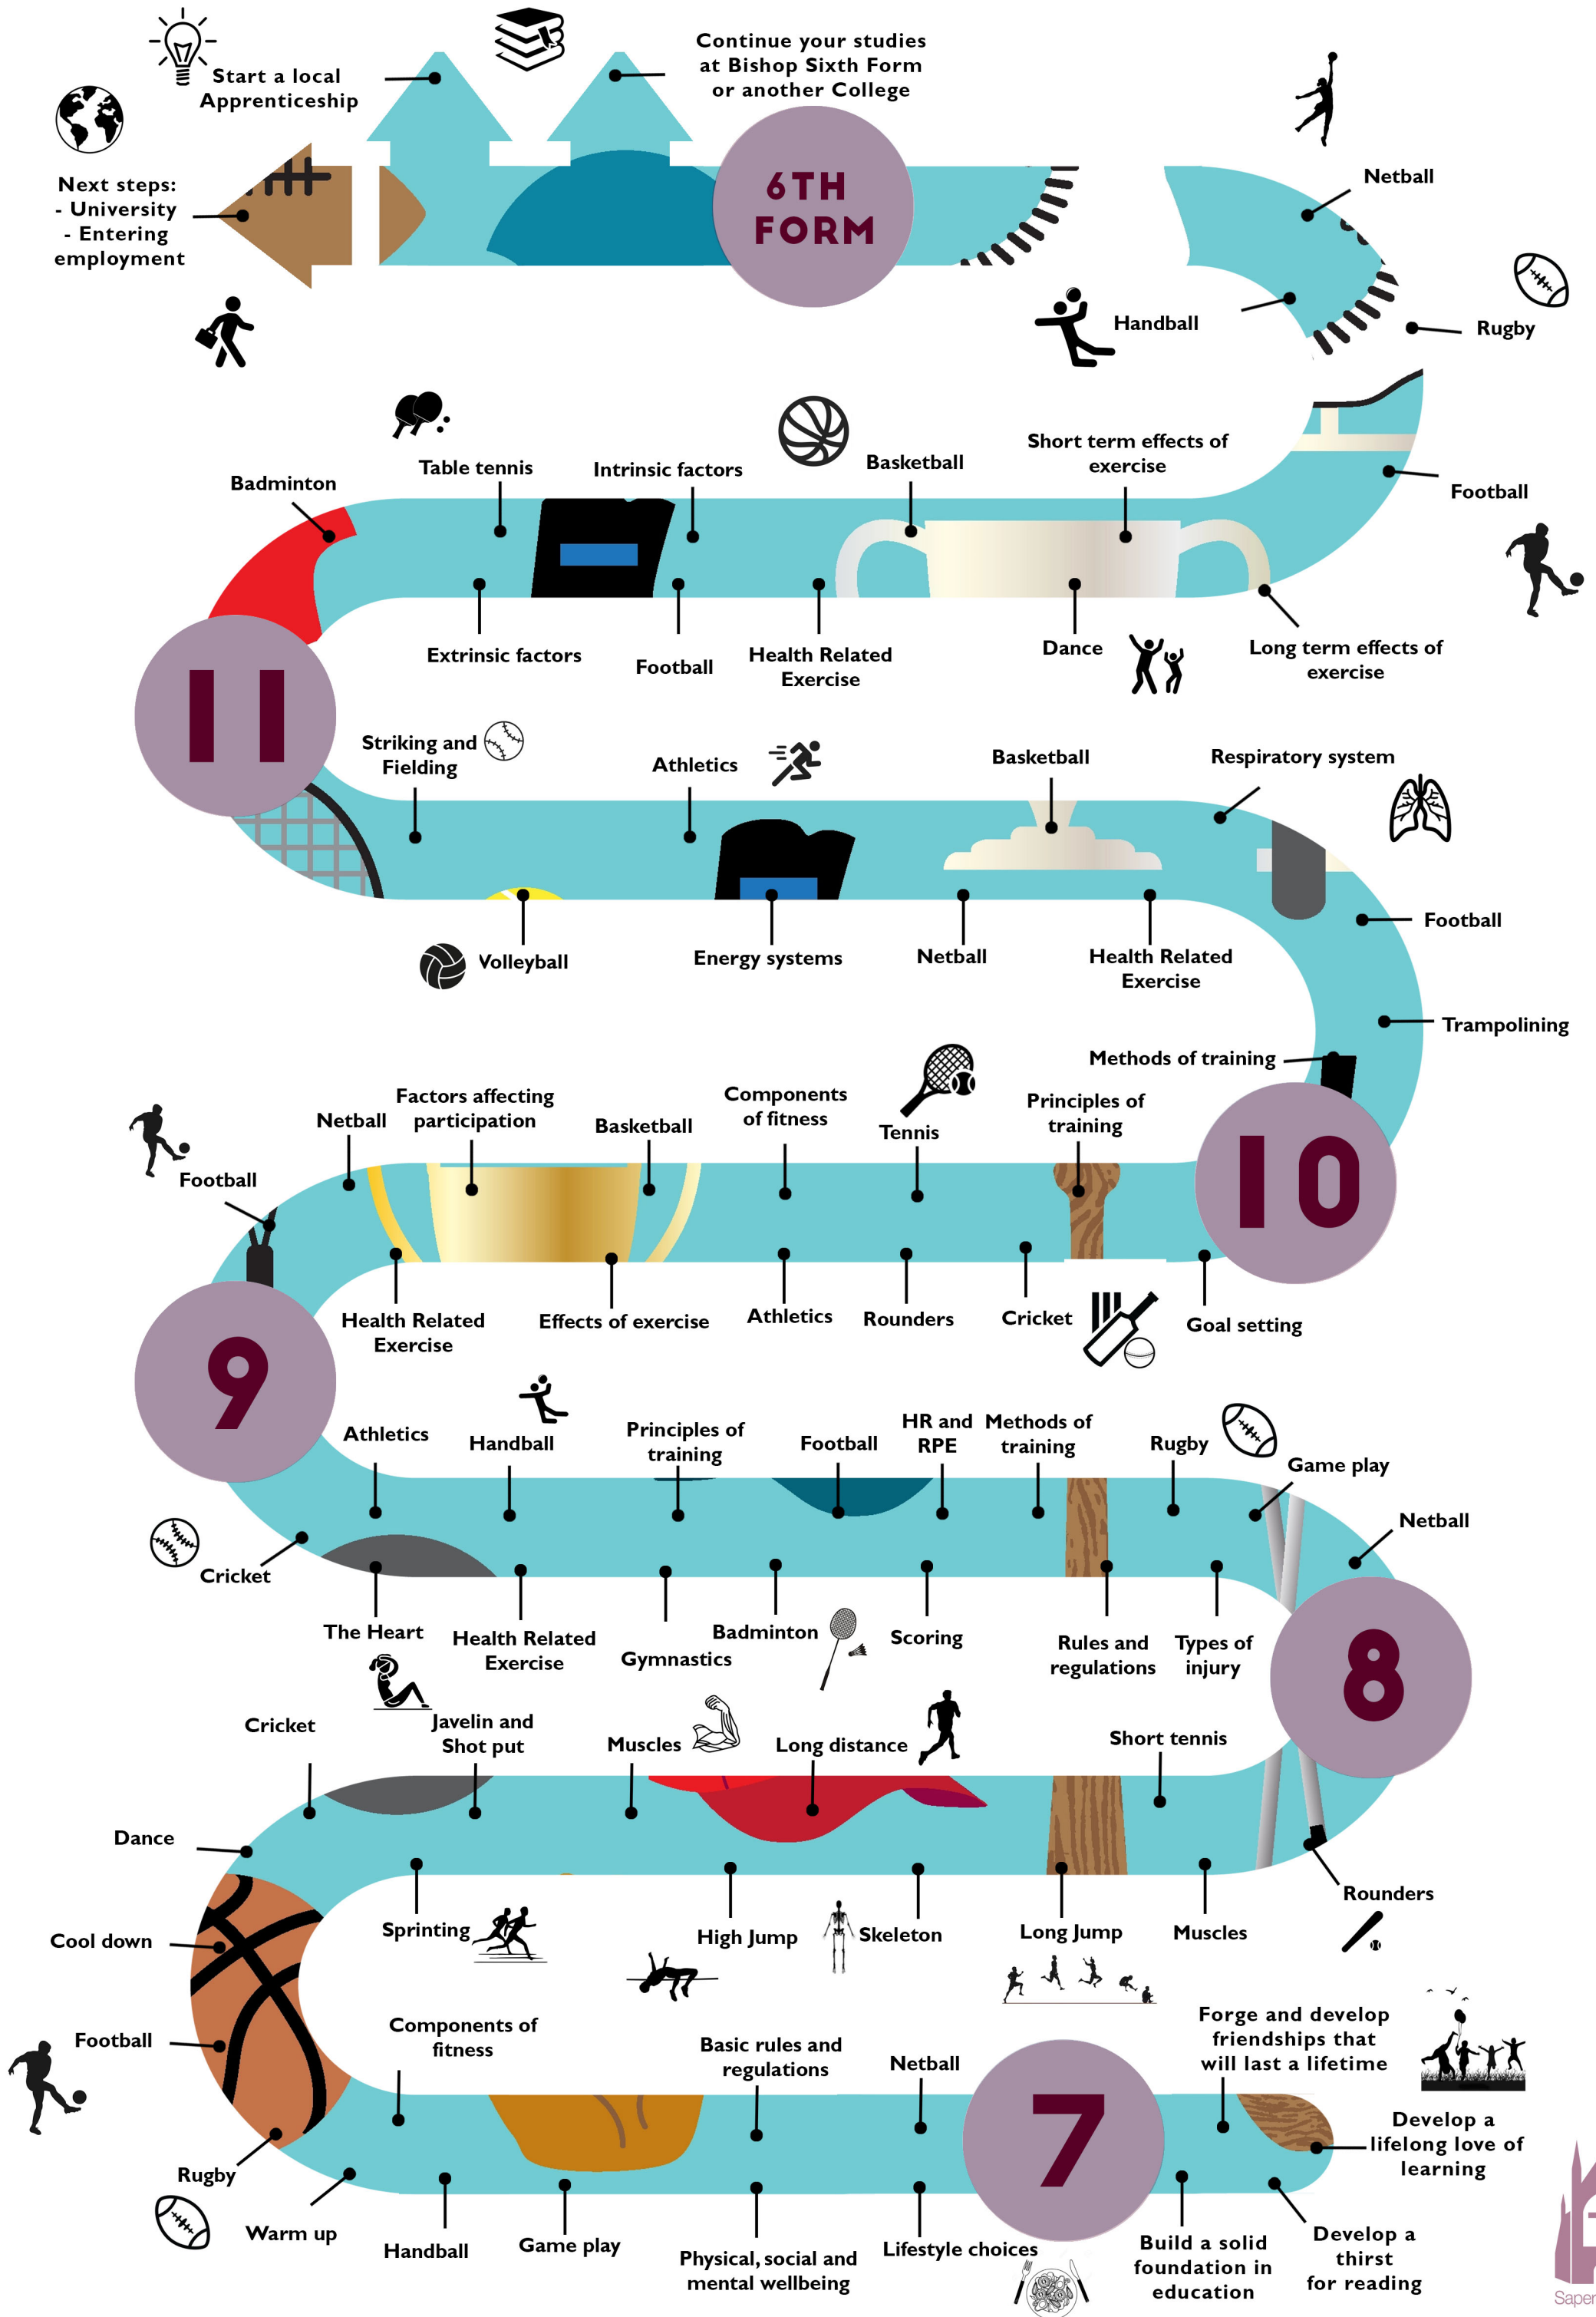 Start a local
Apprenticeship
Continue your studies
at Bishop Sixth Form
or another College
Next steps:
- University
- Entering
employment
6TH
FORM
Netball
Handball
Rugby
Football
Badminton
Table tennis
Intrinsic factors
Basketball
Short term effects of
exercise
Extrinsic factors
Football
Health Related
Exercise
Dance
Long term effects of
exercise
11
Striking and
Fielding
Athletics
Basketball
Respiratory system
Volleyball
Energy systems
Netball
Health Related
Exercise
Football
Trampolining
Methods of training
10
Football
Netball
Factors affecting
participation
Basketball
Components
of fitness
Tennis
Principles of
training
Health Related
Exercise
Effects of exercise
Athletics
Rounders
Cricket
Goal setting
9
Athletics
Handball
Principles of
training
Football
HR and
RPE
Methods of
training
Rugby
Game play
Netball
Cricket
The Heart
Health Related
Exercise
Gymnastics
Badminton
Scoring
Rules and
regulations
Types of
injury
8
Cricket
Javelin and
Shot put
Muscles
Long distance
Short tennis
Dance
Sprinting
High Jump
Skeleton
Long Jump
Muscles
Rounders
Cool down
Football
Rugby
Warm up
Components of
fitness
Basic rules and
regulations
Netball
7
Forge and develop
friendships that
will last a lifetime
Develop a
lifelong love of
learning
Handball
Game play
Physical, social and
mental wellbeing
Lifestyle choices
Build a solid
foundation in
education
Develop a
thirst
for reading